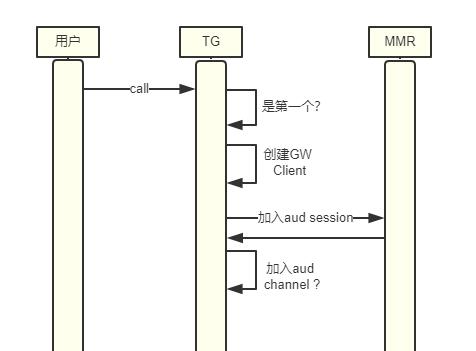 用户
TG
MMR
call
是第一个?
创建GW
Client
加入aud session
加入aud
channel ?